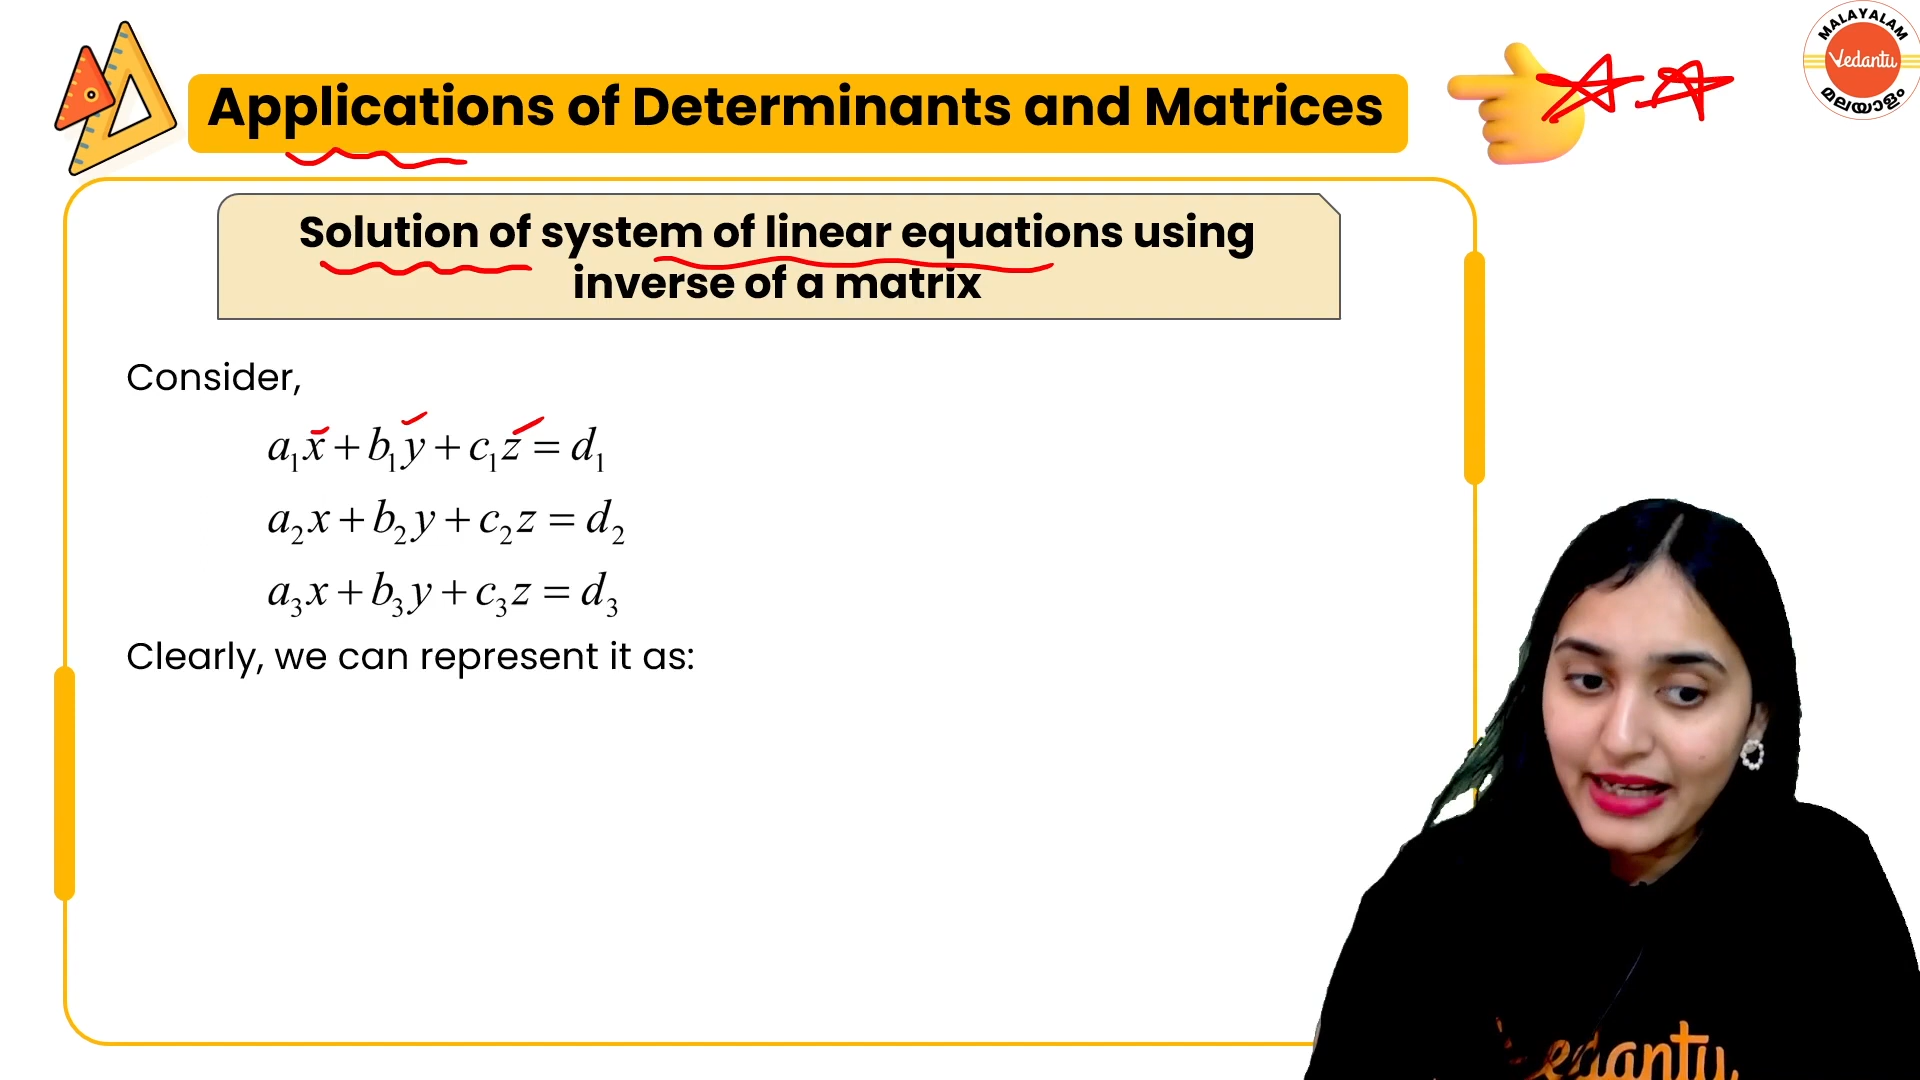 Applications of Determinants and Matrices
MALAYALAM
Vedantu
മലയാളം
Solution of system of linear equations using
inverse of a matrix
Consider,
a₁x + b₁y + c₁z = d₁
a₂x + b₂y + c₂z = d₂
a₃x + b₃y + c₃z = d₃
Clearly, we can represent it as:
Vedantu